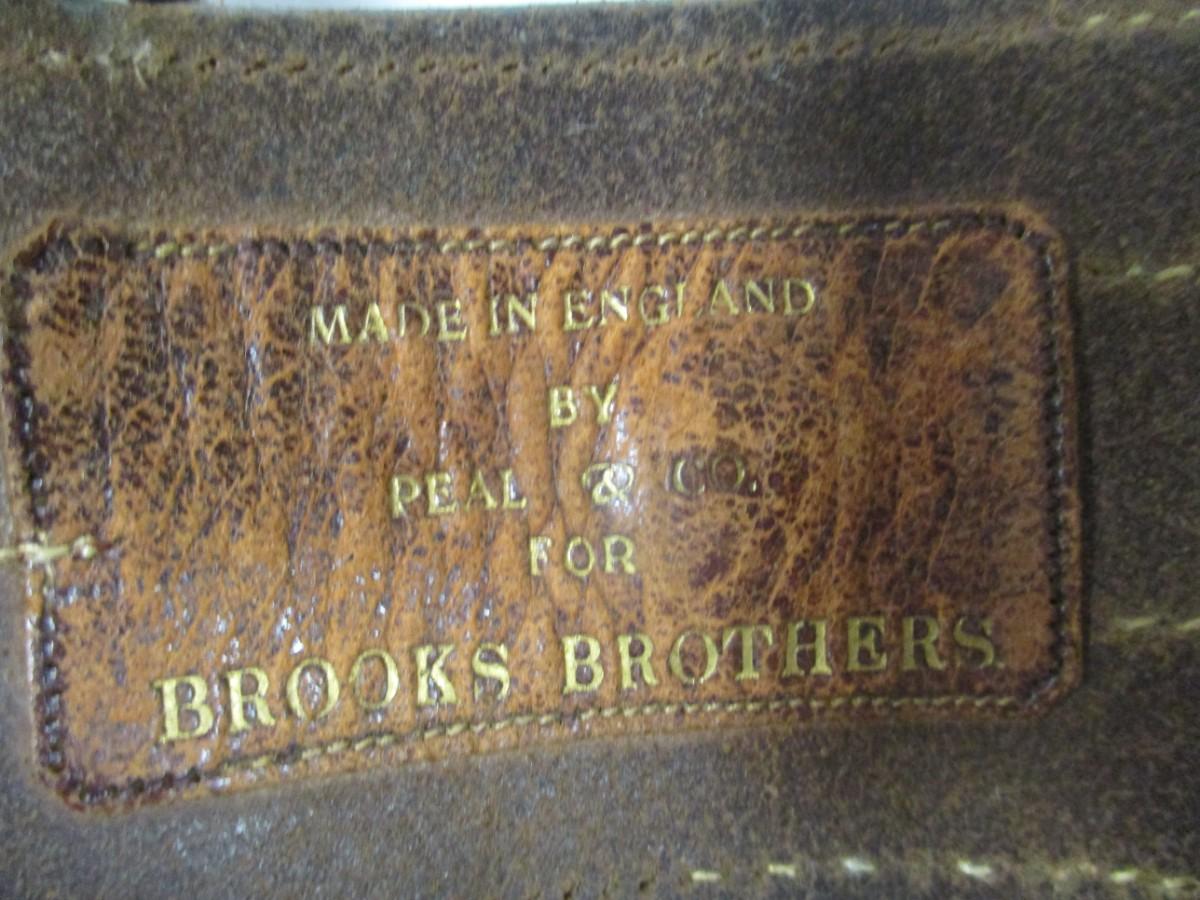 MADE IN ENGLAND
BY
PEAL & CO.
FOR
BROOKS BROTHERS.